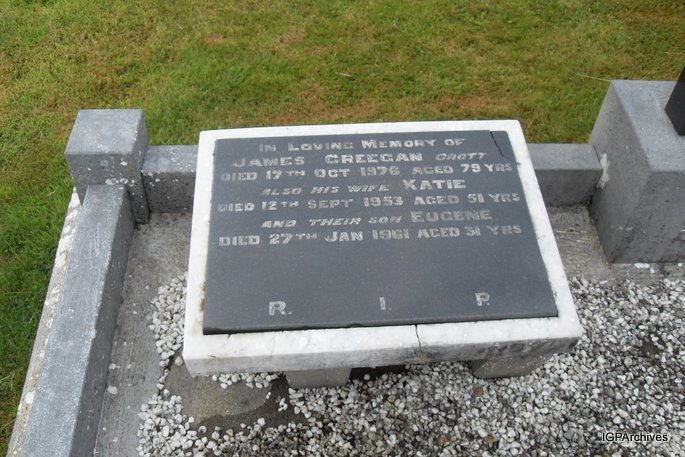 In Loving Memory of
JAMES CREEGAN Crott
Died 17th Oct 1976 aged 79 yrs
Also his wife KATIE
Died 12th Sept 1953 aged 51 yrs
and their son Eugene
Died 27th Jan 1961 aged 31 yrs
R. I. P.
IGPArchives